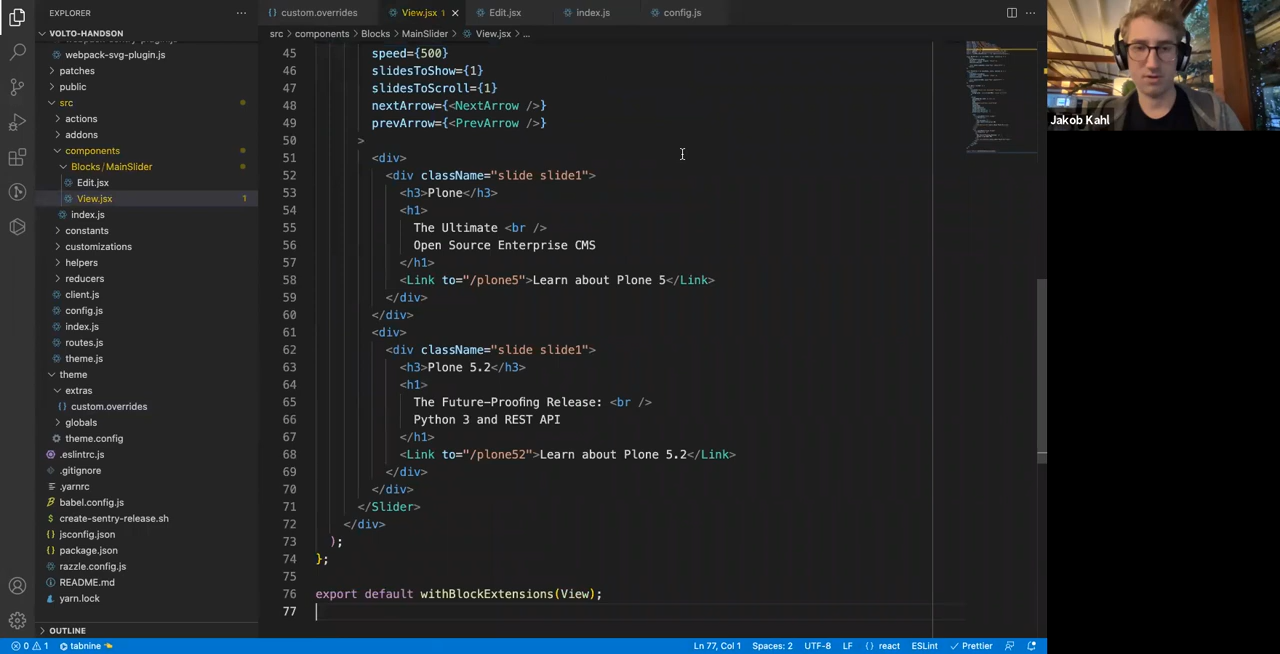 EXPLORER
VOLTO-HANDSON
webpack-svg-plugin.js
patches
public
src
actions
addons
components
Blocks / MainSlider
Edit.jsx
View.jsx 1
index.js
constants
customizations
helpers
reducers
client.js
config.js
index.js
routes.js
theme.js
theme
extras
custom.overrides
globals
theme.config
.eslintrc.js
.gitignore
.yarnrc
babel.config.js
create-sentry-release.sh
jsconfig.json
package.json
razzle.config.js
README.md
yarn.lock
OUTLINE
custom.overrides View.jsx 1 Edit.jsx index.js config.js
src > components > Blocks > MainSlider > View.jsx > ...
45 speed={500}
46 slidesToShow={1}
47 slidesToScroll={1}
48 nextArrow={<NextArrow />}
49 prevArrow={<PrevArrow />}
50 >
51 <div>
52 <div className="slide slide1">
53 <h3>Plone</h3>
54 <h1>
55 The Ultimate <br />
56 Open Source Enterprise CMS
57 </h1>
58 <Link to="/plone5">Learn about Plone 5</Link>
59 </div>
60 </div>
61 <div>
62 <div className="slide slide1">
63 <h3>Plone 5.2</h3>
64 <h1>
65 The Future-Proofing Release: <br />
66 Python 3 and REST API
67 </h1>
68 <Link to="/plone52">Learn about Plone 5.2</Link>
69 </div>
70 </div>
71 </Slider>
72 </div>
73 );
74 };
75
76 export default withBlockExtensions(View);
77
Jakob Kahl
0 1 tabnine Ln 77, Col 1 Spaces: 2 UTF-8 LF { } react ESLint Prettier